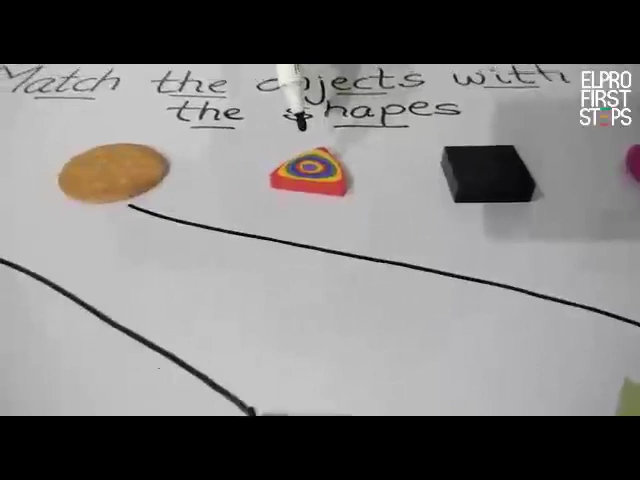 Match the objects with
the shapes
ELPRO
FIRST
STEPS